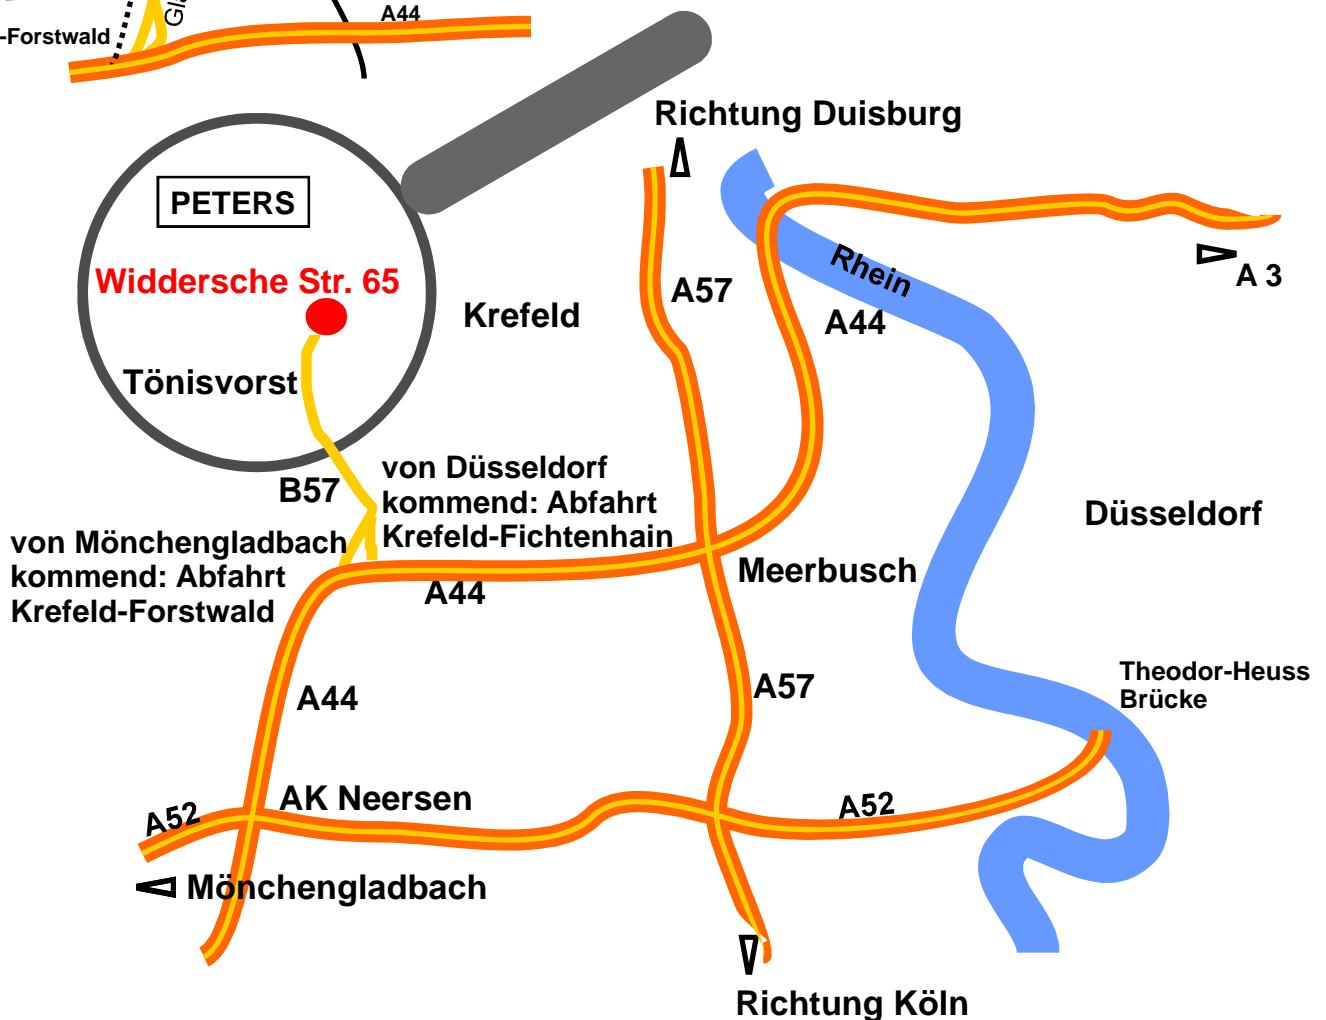 A44
-Forstwald
Richtung Duisburg
PETERS
Widdersche Str. 65
Rhein
A 3
A57
Krefeld
A44
Tönisvorst
von Düsseldorf
kommend: Abfahrt
Krefeld-Fichtenhain
B57
Düsseldorf
von Mönchengladbach
kommend: Abfahrt
Krefeld-Forstwald
Meerbusch
A44
Theodor-Heuss
Brücke
A57
A44
AK Neersen
A52
A52
Mönchengladbach
Richtung Köln